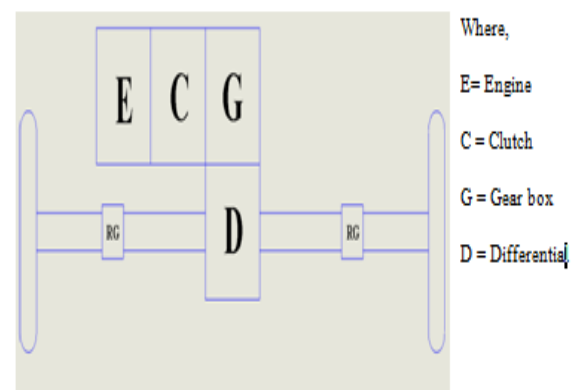 E C G
RG D RG
Where,
E= Engine
C = Clutch
G = Gear box
D = Differential